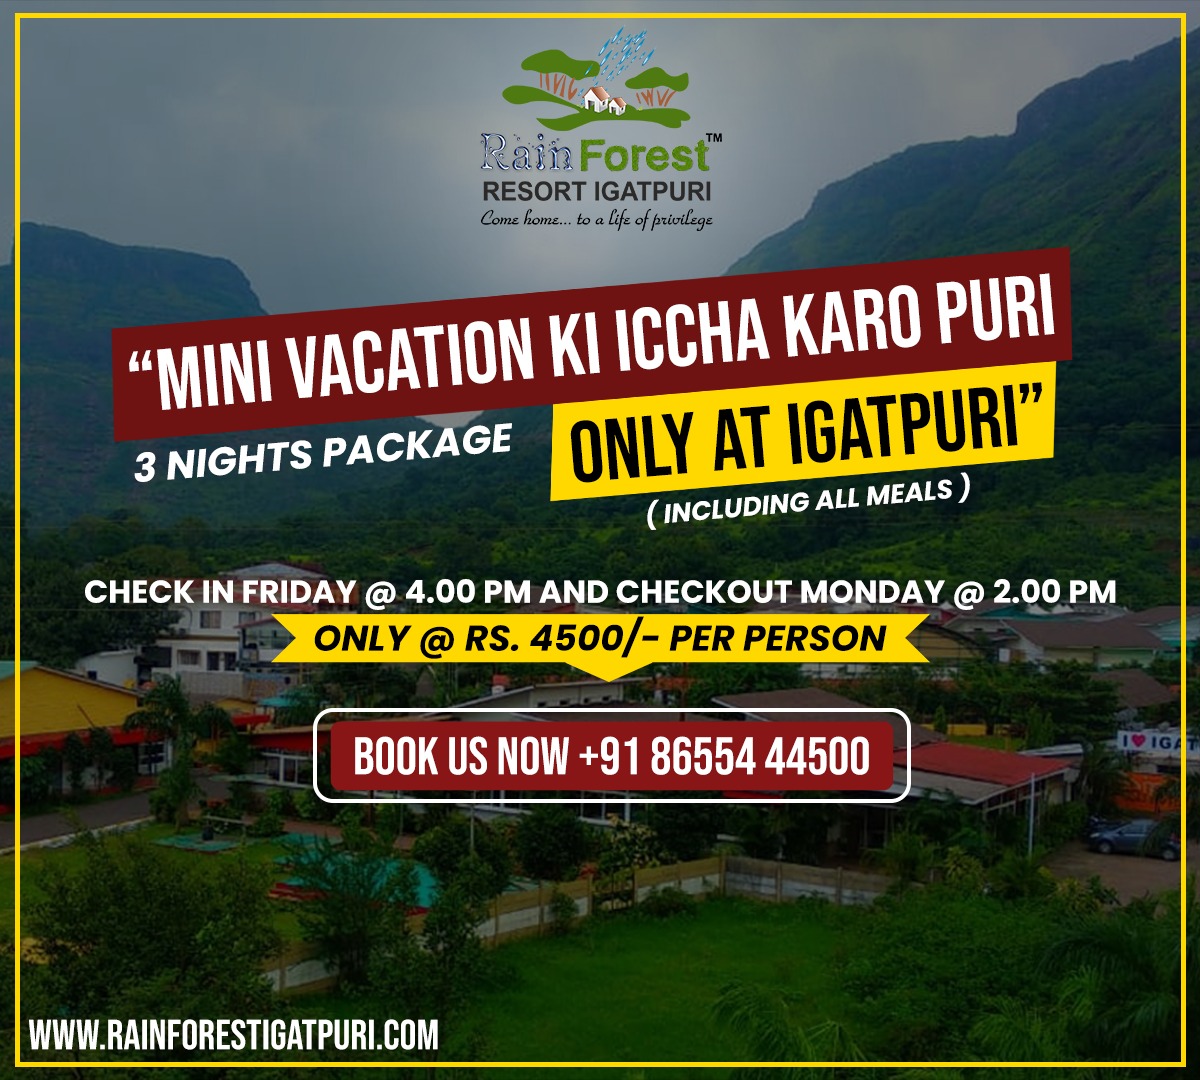 Rain Forest™
RESORT IGATPURI
Come home... to a life of privilege
“MINI VACATION KI ICCHA KARO PURI
ONLY AT IGATPURI”
3 NIGHTS PACKAGE
( INCLUDING ALL MEALS )
CHECK IN FRIDAY @ 4.00 PM AND CHECKOUT MONDAY @ 2.00 PM
ONLY @ RS. 4500/- PER PERSON
BOOK US NOW +91 86554 44500
I ♥ IGAT
WWW.RAINFORESTIGATPURI.COM